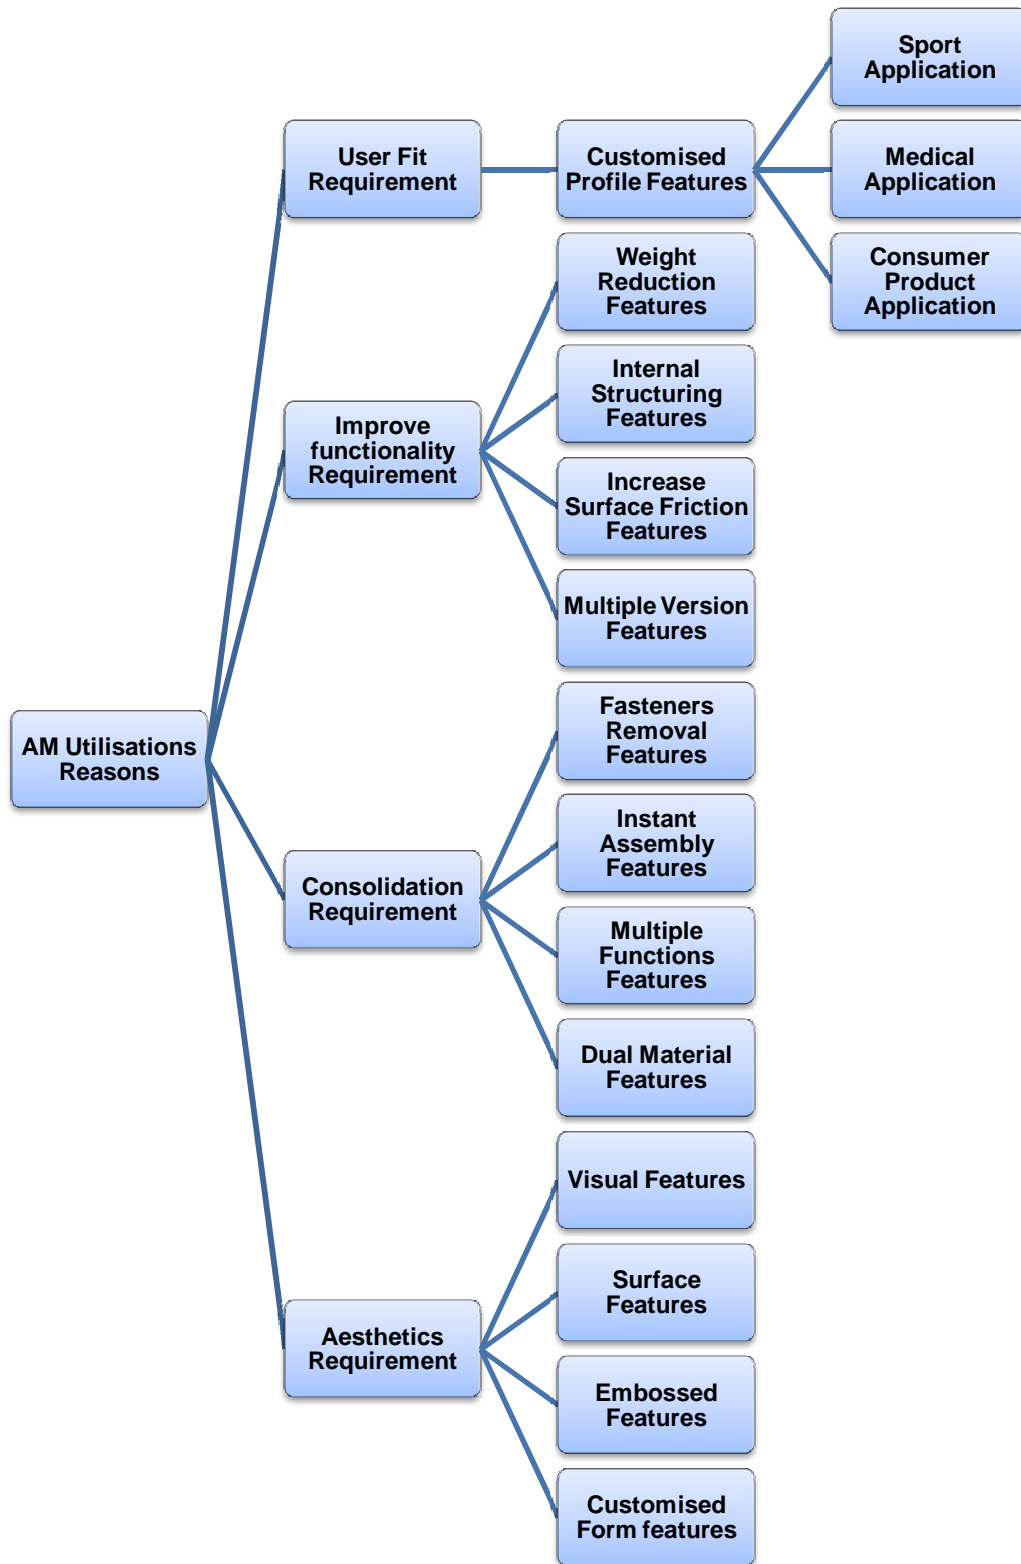 Sport
Application
User Fit
Requirement
Customised
Profile Features
Medical
Application
Weight
Reduction
Features
Consumer
Product
Application
Internal
Structuring
Features
Improve
functionality
Requirement
Increase
Surface Friction
Features
Multiple Version
Features
Fasteners
Removal
Features
AM Utilisations
Reasons
Instant
Assembly
Features
Consolidation
Requirement
Multiple
Functions
Features
Dual Material
Features
Visual Features
Surface
Features
Aesthetics
Requirement
Embossed
Features
Customised
Form features